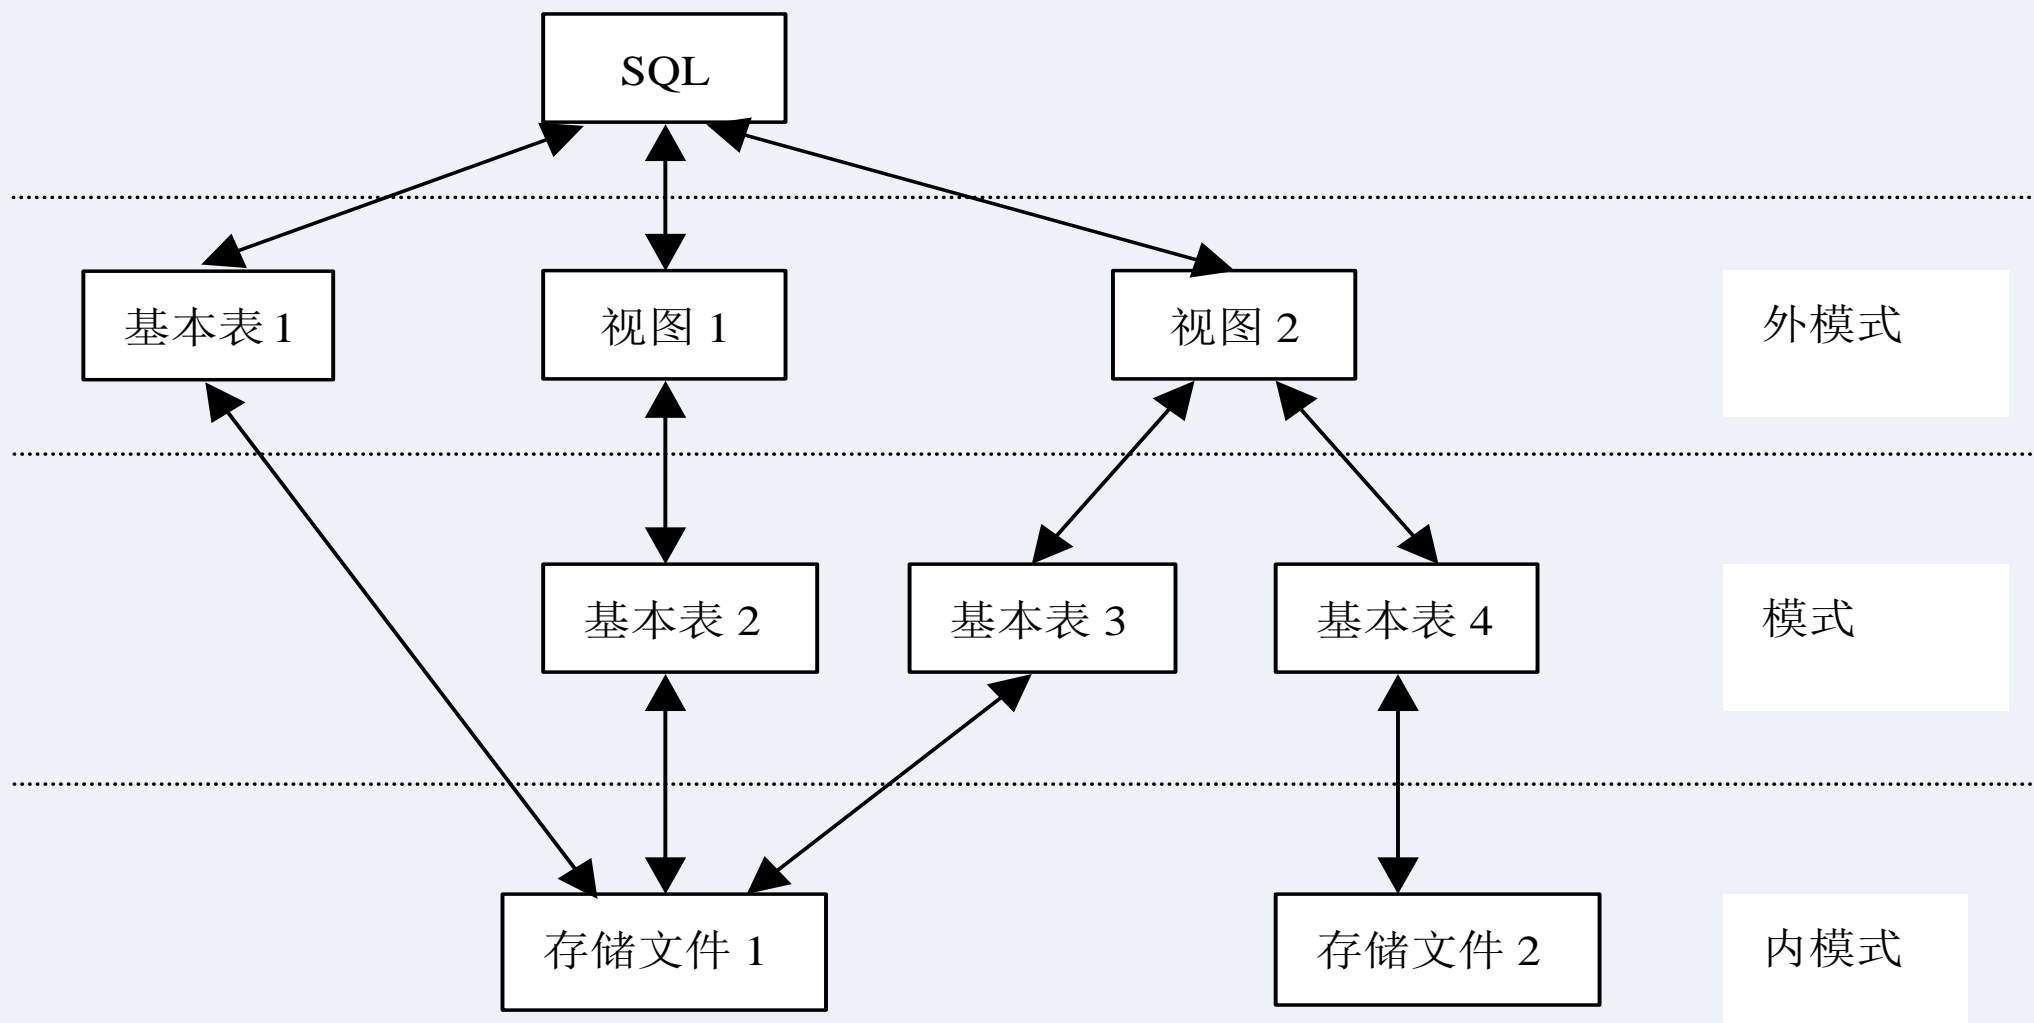 SQL
基本表 1
视图 1
视图 2
外模式
基本表 2
基本表 3
基本表 4
模式
存储文件 1
存储文件 2
内模式